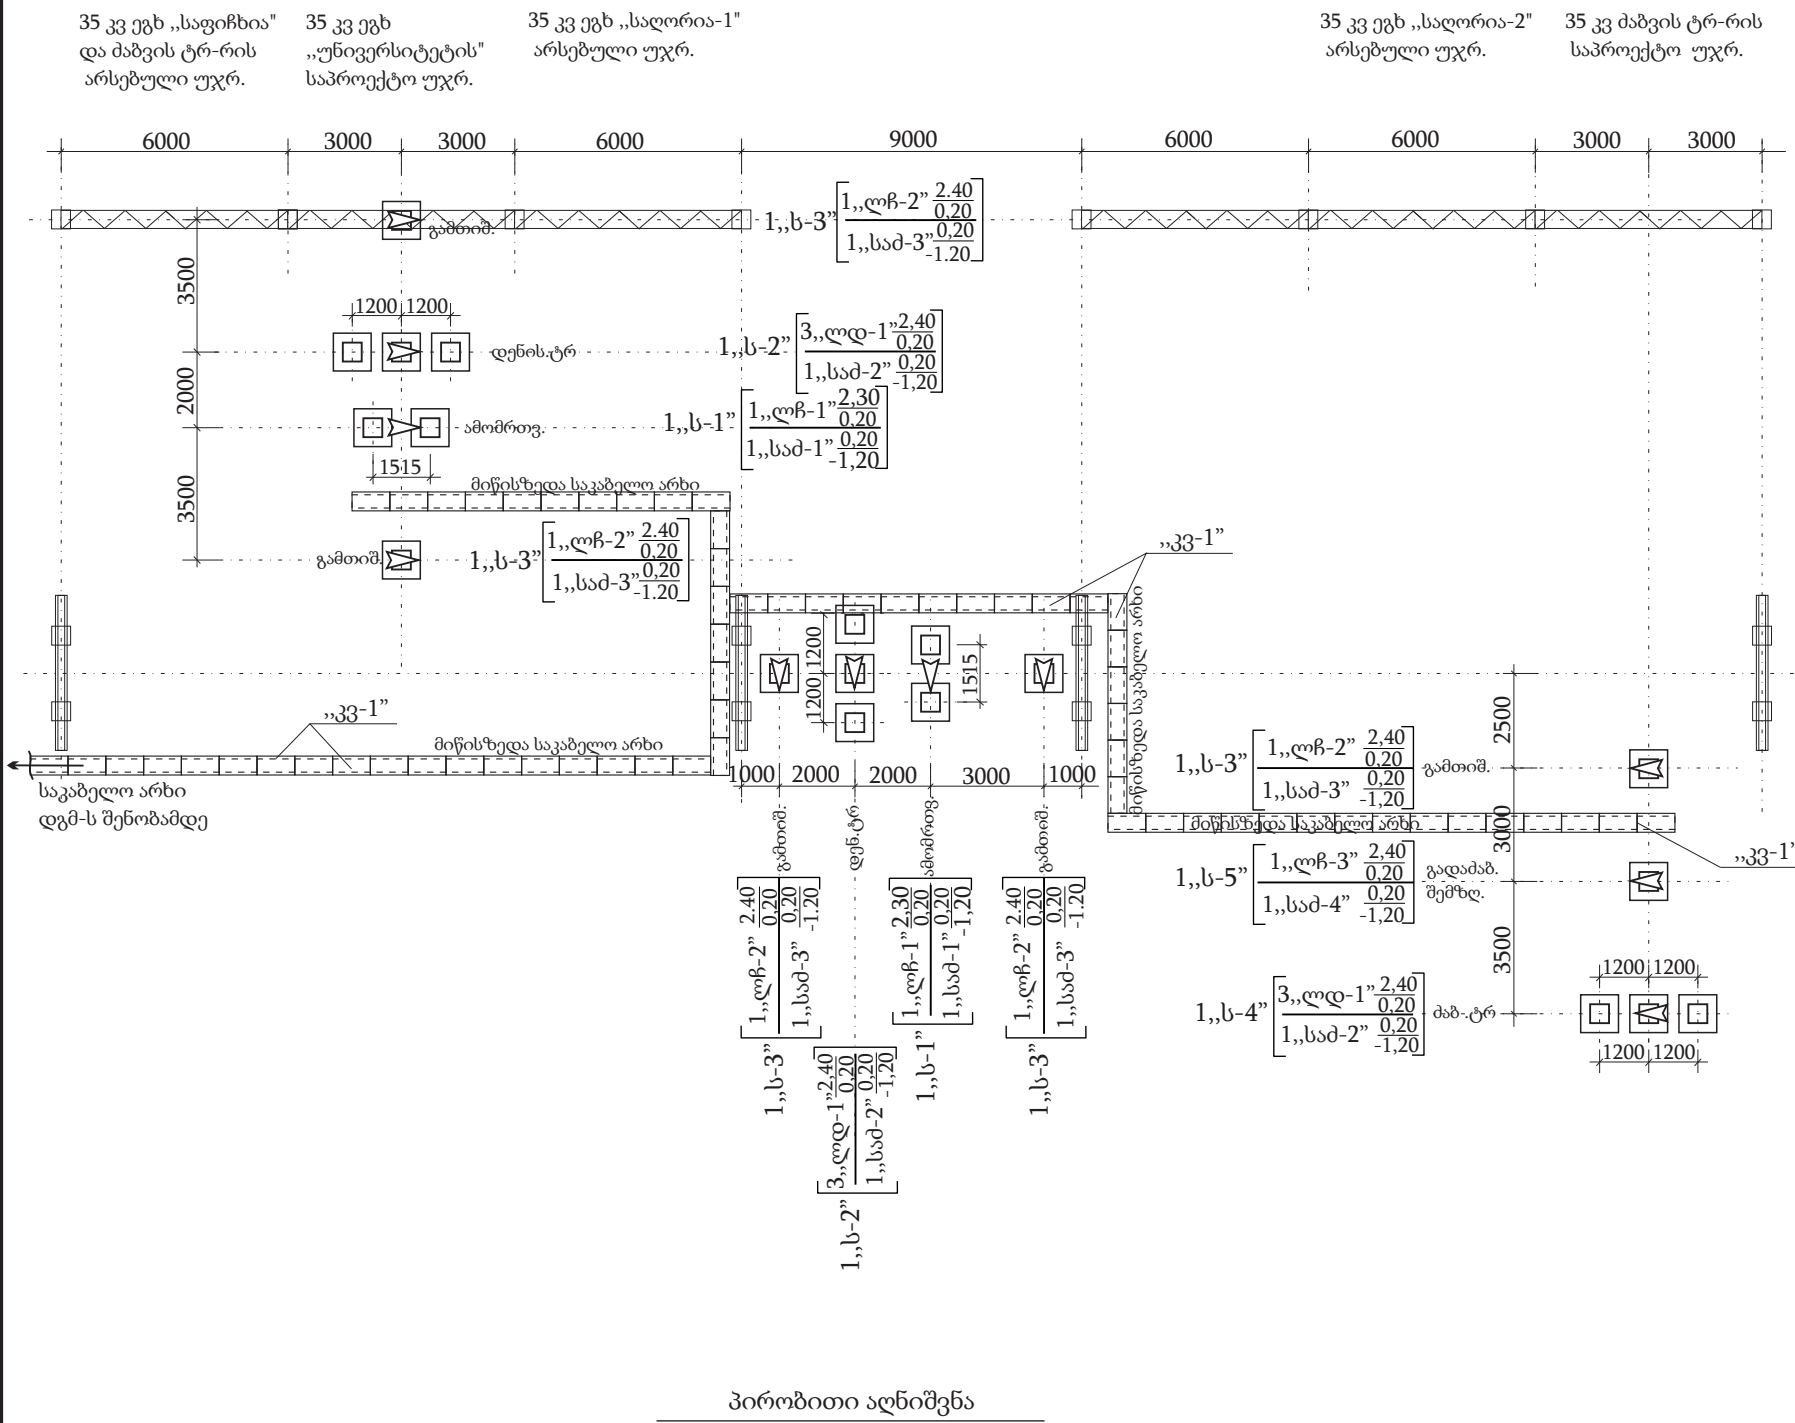 35 კვ ეგხ ,,საფიჩხია"
და ძაბვის ტრ-რის
არსებული უჯრ.
35 კვ ეგხ
,,უნივერსიტეტის"
საპროექტო უჯრ.
35 კვ ეგხ ,,საღორია-1"
არსებული უჯრ.
35 კვ ეგხ ,,საღორია-2"
არსებული უჯრ.
35 კვ ძაბვის ტრ-რის
საპროექტო უჯრ.
6000 3000 3000 6000 9000 6000 6000 3000 3000
გამთიშ.
1,,ს-3”
1,,ლჩ-2” 2.40
0,20
1,,საძ-3” 0,20
-1.20
3500
1200 1200
დენის.ტრ
1,,ს-2”
3,,ლდ-1” 2,40
0,20
1,,საძ-2” 0,20
-1,20
2000
ამომრთვ.
1,,ს-1”
1,,ლჩ-1” 2,30
0,20
1,,საძ-1” 0,20
-1,20
1515
3500
მიწისზედა საკაბელო არხი
გამთიშ.
1,,ს-3”
1,,ლჩ-2” 2.40
0,20
1,,საძ-3” 0,20
-1.20
,,კვ-1”
მიწისზედა საკაბელო არხი
1200
1200
1515
,,კვ-1”
მიწისზედა საკაბელო არხი
საკაბელო არხი
დგმ-ს შენობამდე
1000 2000 2000 3000 1000
გამთიშ.
დენ.ტრ
ამომრთვ.
გამთიშ.
1,,ლჩ-2” 2.40
0,20
1,,საძ-3” 0,20
-1.20
1,,ს-3”
3,,ლდ-1” 2,40
0,20
1,,საძ-2” 0,20
-1,20
1,,ს-2”
1,,ლჩ-1” 2,30
0,20
1,,საძ-1” 0,20
-1,20
1,,ს-1”
1,,ლჩ-2” 2.40
0,20
1,,საძ-3” 0,20
-1.20
1,,ს-3”
2500
1,,ს-3”
1,,ლჩ-2” 2,40
0,20
1,,საძ-3” 0,20
-1,20
გამთიშ.
მიწისზედა საკაბელო არხი
3000
,,კვ-1”
1,,ს-5”
1,,ლჩ-3” 2,40
0,20
1,,საძ-4” 0,20
-1,20
გადაძაბ.
შემზღ.
3500
1200 1200
1,,ს-4”
3,,ლდ-1” 2,40
0,20
1,,საძ-2” 0,20
-1,20
ძაბ-.ტრ
1200 1200
პირობითი აღნიშვნა